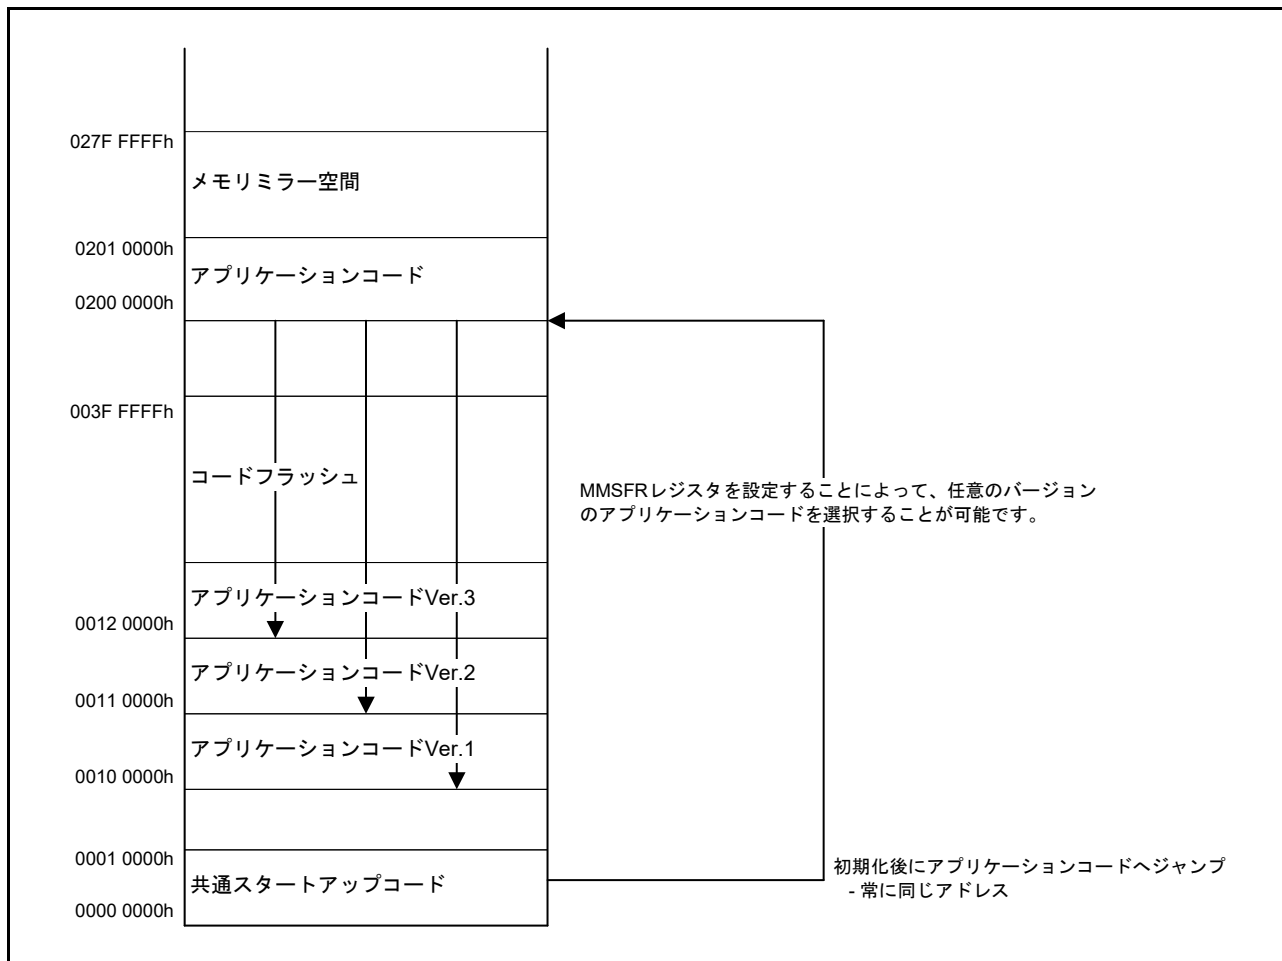 027F FFFFh
メモリミラー空間
0201 0000h
アプリケーションコード
0200 0000h
003F FFFFh
コードフラッシュ
MMSFRレジスタを設定することによって、任意のバージョン
のアプリケーションコードを選択することが可能です。
アプリケーションコードVer.3
0012 0000h
アプリケーションコードVer.2
0011 0000h
アプリケーションコードVer.1
0010 0000h
0001 0000h
共通スタートアップコード
0000 0000h
初期化後にアプリケーションコードへジャンプ
- 常に同じアドレス